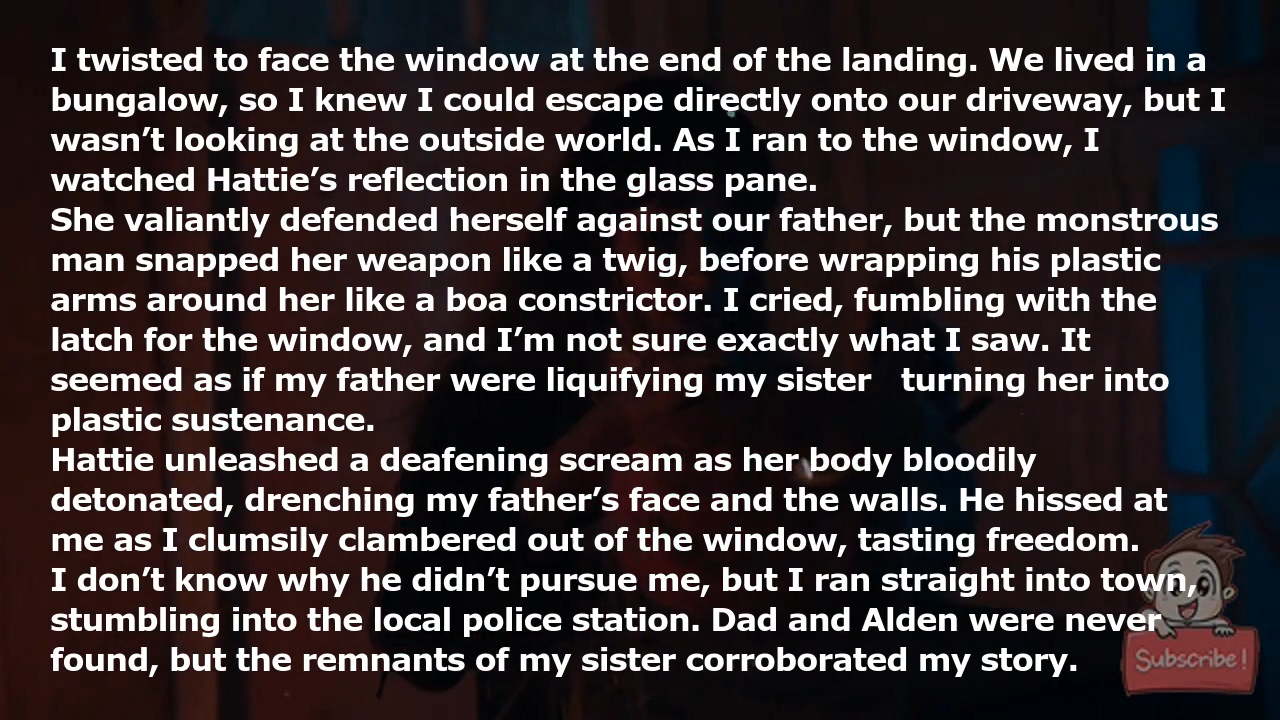 I twisted to face the window at the end of the landing. We lived in a
bungalow, so I knew I could escape directly onto our driveway, but I
wasn’t looking at the outside world. As I ran to the window, I
watched Hattie’s reflection in the glass pane.
She valiantly defended herself against our father, but the monstrous
man snapped her weapon like a twig, before wrapping his plastic
arms around her like a boa constrictor. I cried, fumbling with the
latch for the window, and I’m not sure exactly what I saw. It
seemed as if my father were liquifying my sister   turning her into
plastic sustenance.
Hattie unleashed a deafening scream as her body bloodily
detonated, drenching my father’s face and the walls. He hissed at
me as I clumsily clambered out of the window, tasting freedom.
I don’t know why he didn’t pursue me, but I ran straight into town,
stumbling into the local police station. Dad and Alden were never
found, but the remnants of my sister corroborated my story.
Subscribe!